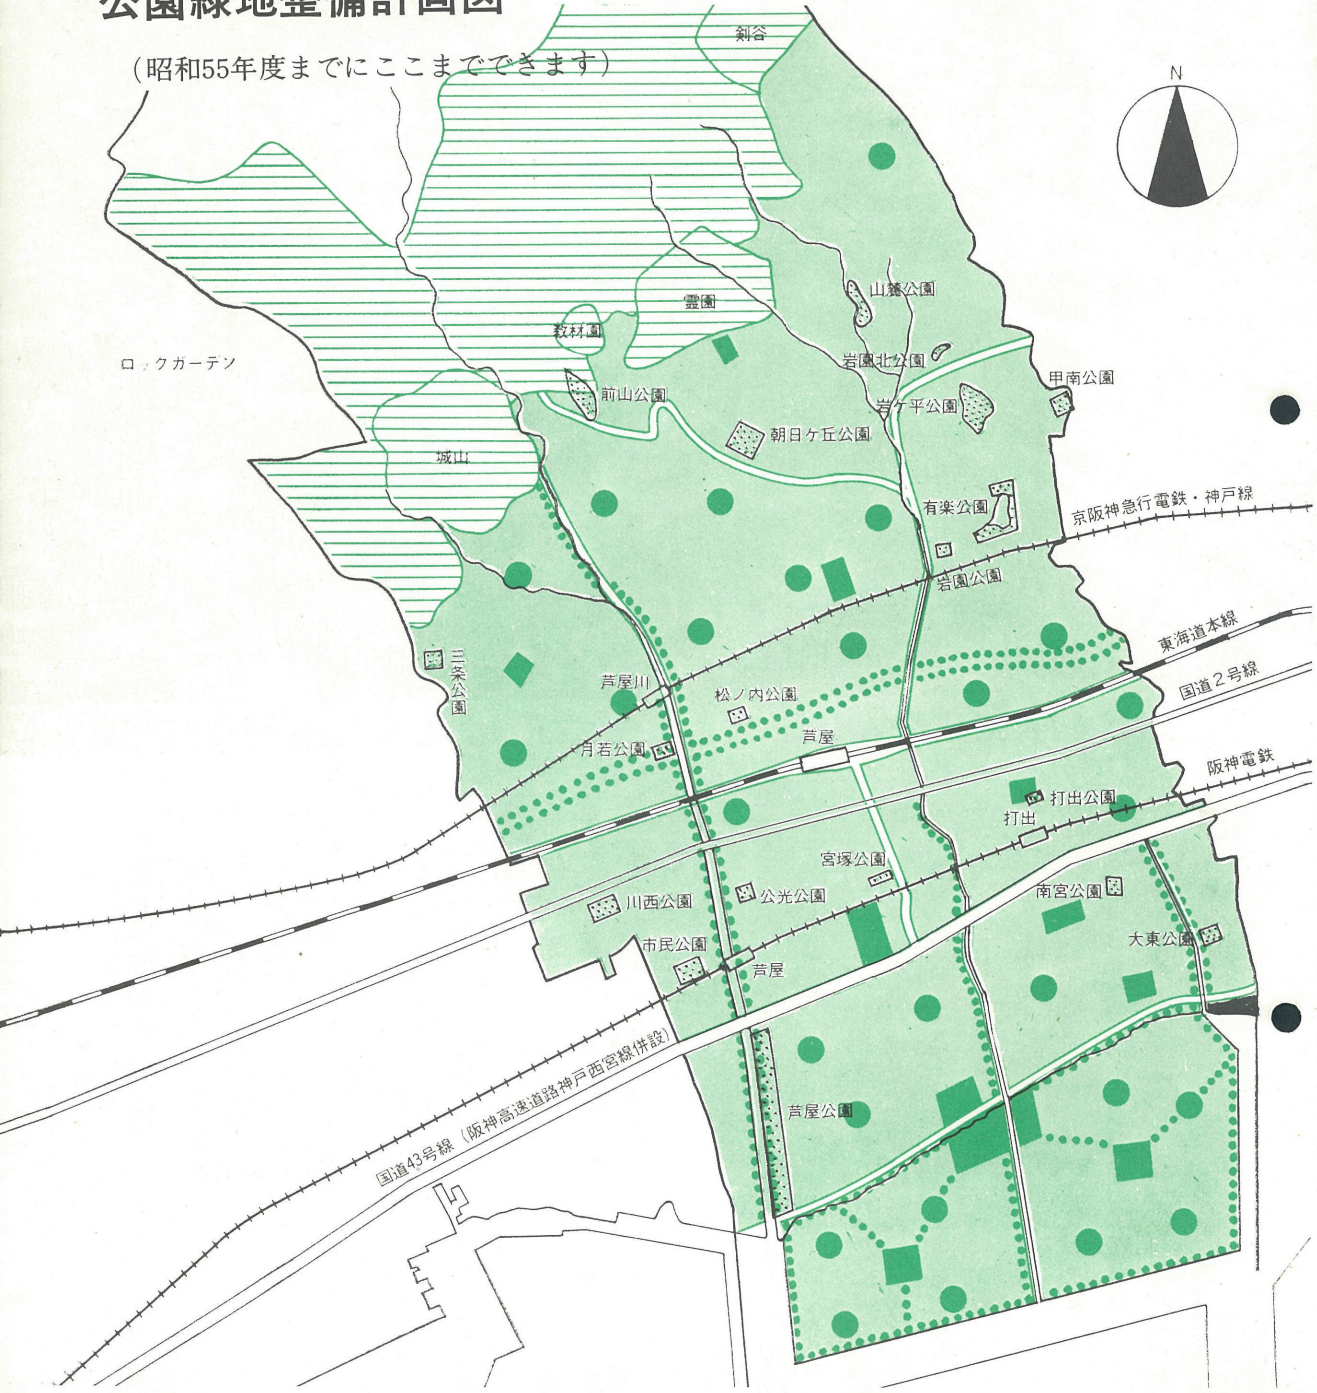 公園緑地整備計画図
（昭和55年度までにここまでできます）
剣谷
N
山麓公園
霊園
教材園
岩園北公園
ロックガーデン
甲南公園
前山公園
岩ケ平公園
朝日ケ丘公園
城山
有楽公園
京阪神急行電鉄・神戸線
岩園公園
東海道本線
三条公園
芦屋川
松ノ内公園
国道2号線
月若公園
芦屋
阪神電鉄
打出公園
打出
宮塚公園
川西公園
公光公園
南宮公園
市民公園
大東公園
芦屋
国道43号線（阪神高速道路神戸西宮線併設）
芦屋公園